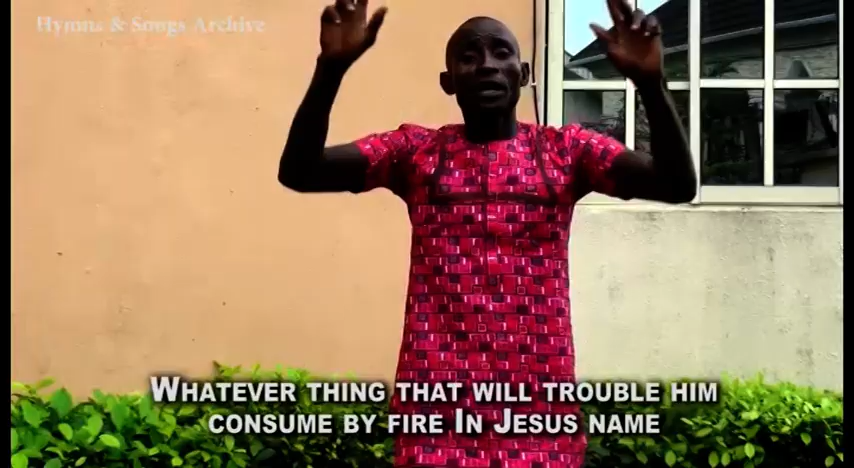 Hymns & Songs Archive
WHATEVER THING THAT WILL TROUBLE HIM
CONSUME BY FIRE IN JESUS NAME